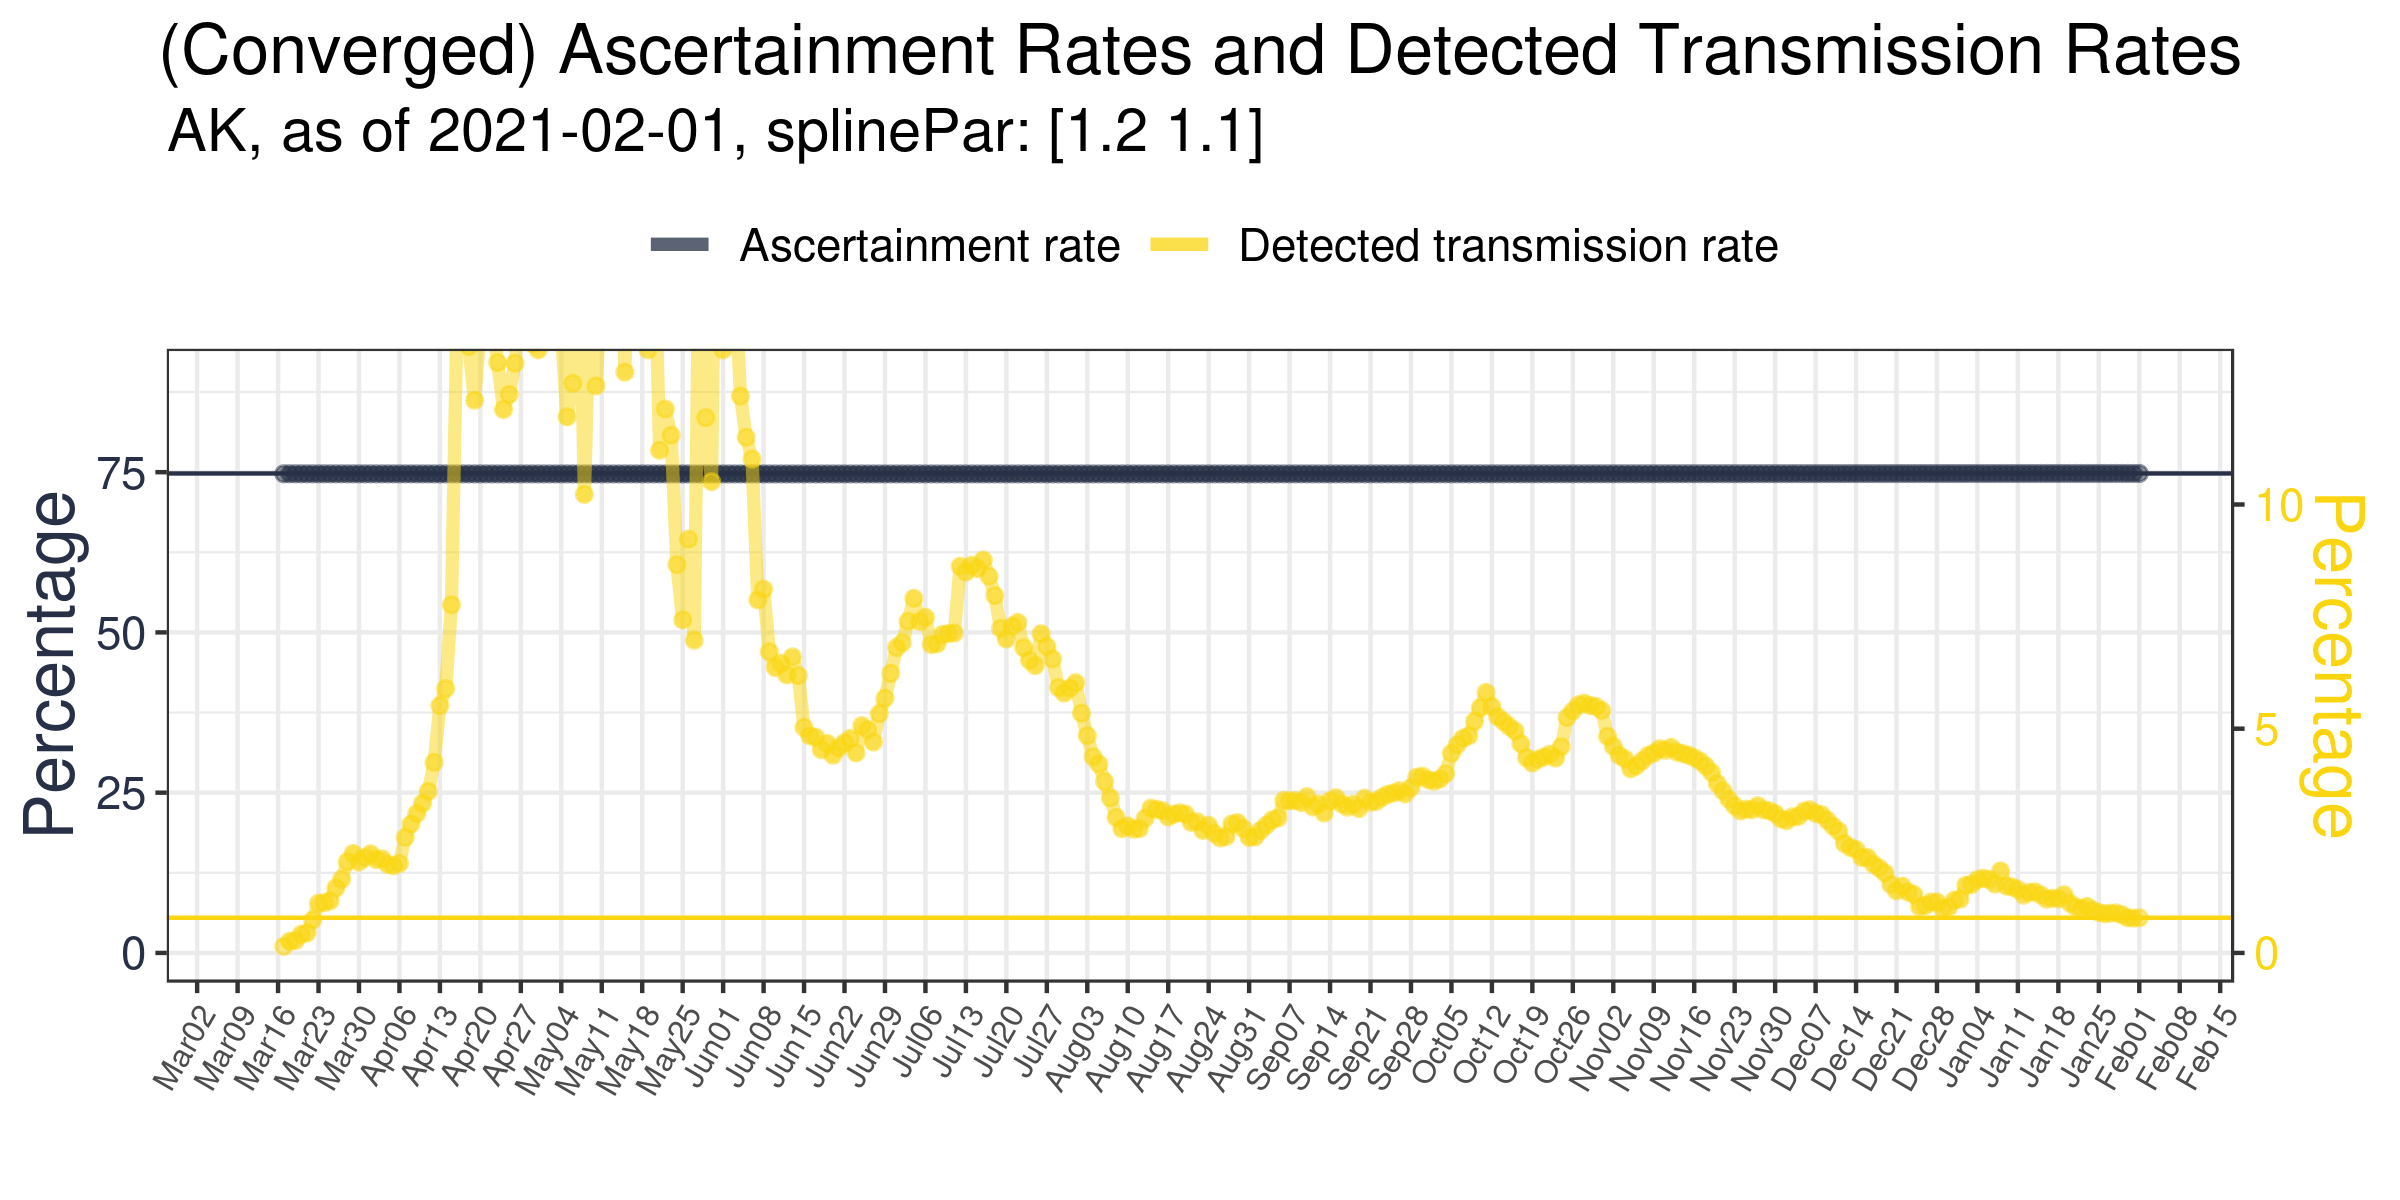 (Converged) Ascertainment Rates and Detected Transmission Rates
AK, as of 2021-02-01, splinePar: [1.2 1.1]
Ascertainment rate
Detected transmission rate
Percentage
75
50
25
0
10
5
0
Percentage
Mar02
Mar09
Mar16
Mar23
Mar30
Apr06
Apr13
Apr20
Apr27
May04
May11
May18
May25
Jun01
Jun08
Jun15
Jun22
Jun29
Jul06
Jul13
Jul20
Jul27
Aug03
Aug10
Aug17
Aug24
Aug31
Sep07
Sep14
Sep21
Sep28
Oct05
Oct12
Oct19
Oct26
Nov02
Nov09
Nov16
Nov23
Nov30
Dec07
Dec14
Dec21
Dec28
Jan04
Jan11
Jan18
Jan25
Feb01
Feb08
Feb15